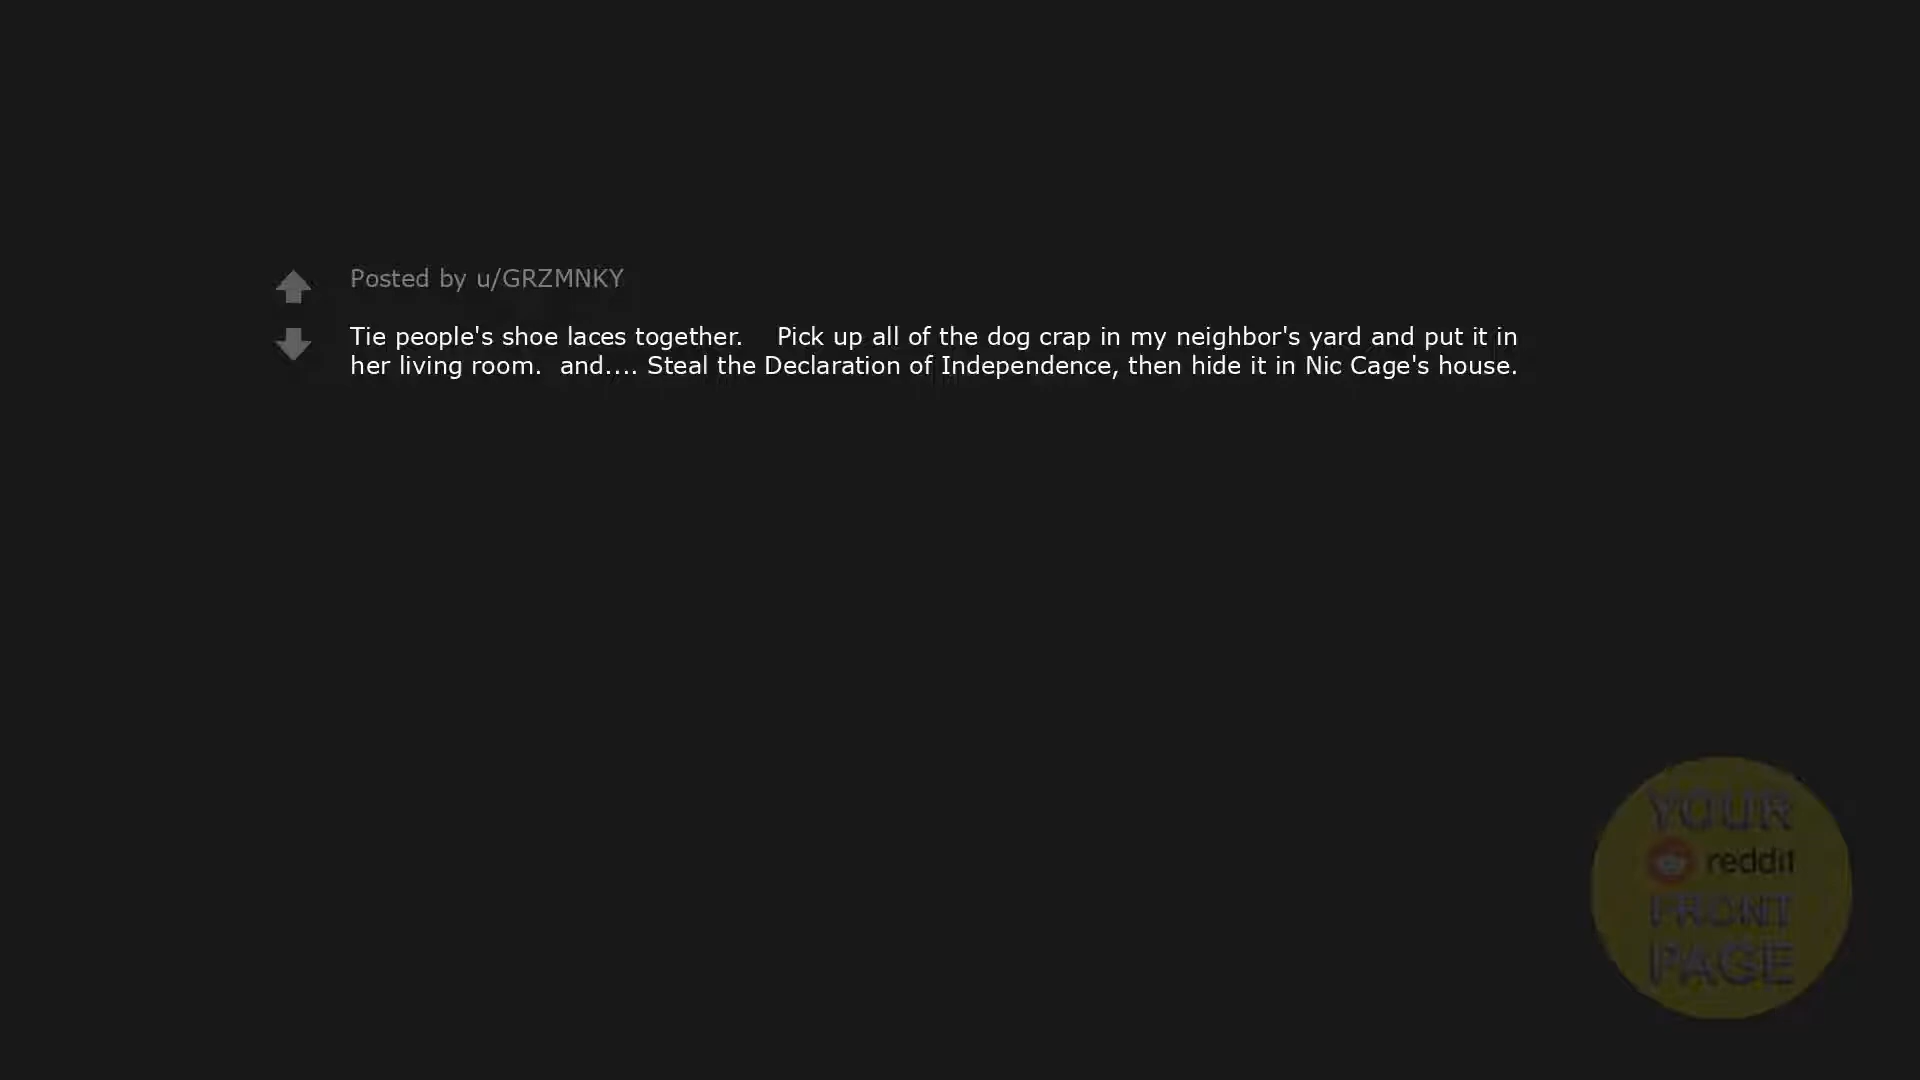 Posted by u/GRZMNKY
Tie people's shoe laces together.    Pick up all of the dog crap in my neighbor's yard and put it in
her living room.  and.... Steal the Declaration of Independence, then hide it in Nic Cage's house.
YOUR
reddit
FRONT
PAGE